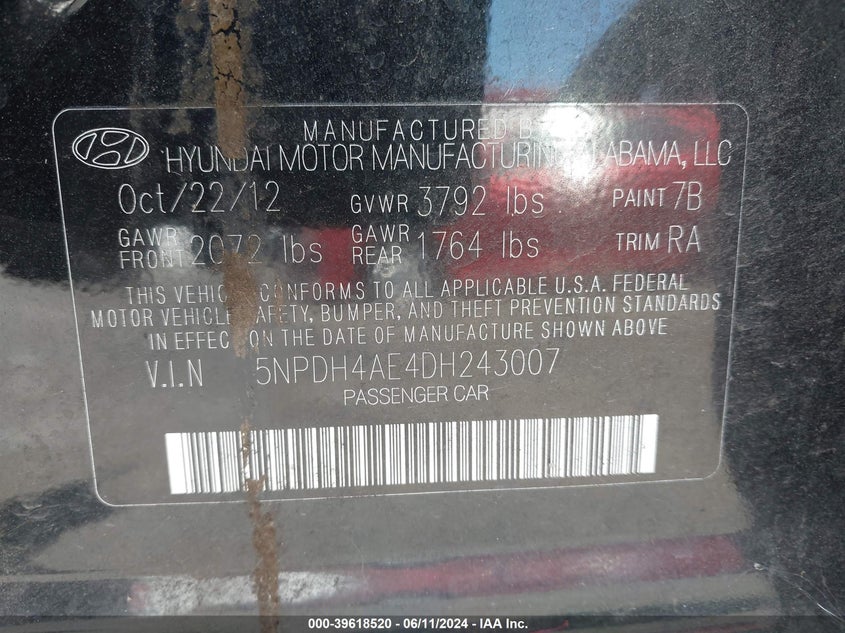 MANUFACTURED B
HYUNDAI MOTOR MANUFACTURING ALABAMA, LLC
Oct/22/12 GVWR 3792 lbs PAINT 7B
GAWR FRONT 2072 lbs GAWR REAR 1764 lbs TRIM RA
THIS VEHICLE CONFORMS TO ALL APPLICABLE U.S.A. FEDERAL
MOTOR VEHICLE SAFETY, BUMPER, AND THEFT PREVENTION STANDARDS
IN EFFECT ON THE DATE OF MANUFACTURE SHOWN ABOVE
V.I.N 5NPDH4AE4DH243007
PASSENGER CAR
000-39618520 - 06/11/2024 - IAA Inc.